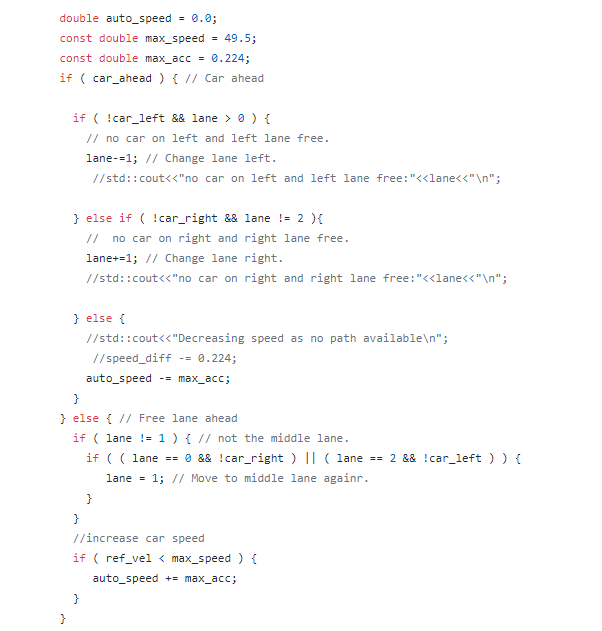 double auto_speed = 0.0;
const double max_speed = 49.5;
const double max_acc = 0.224;
if ( car_ahead ) { // Car ahead
if ( !car_left && lane > 0 ) {
// no car on left and left lane free.
lane-=1; // Change lane left.
//std::cout<<"no car on left and left lane free:"<<lane<<"\n";
} else if ( !car_right && lane != 2 ){
//  no car on right and right lane free.
lane+=1; // Change lane right.
//std::cout<<"no car on right and right lane free:"<<lane<<"\n";
} else {
//std::cout<<"Decreasing speed as no path available\n";
//speed_diff -= 0.224;
auto_speed -= max_acc;
}
} else { // Free lane ahead
if ( lane != 1 ) { // not the middle lane.
if ( ( lane == 0 && !car_right ) || ( lane == 2 && !car_left ) ) {
lane = 1; // Move to middle lane againr.
}
}
//increase car speed
if ( ref_vel < max_speed ) {
auto_speed += max_acc;
}
}